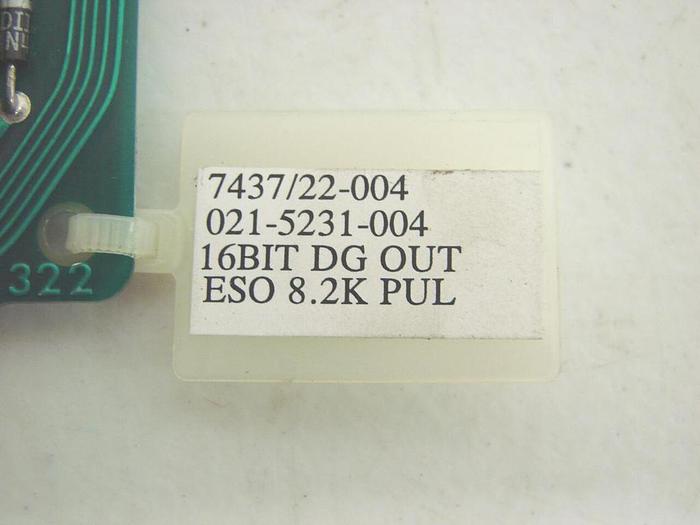 7437/22-004
021-5231-004
16BIT DG OUT
ESO 8.2K PUL
322